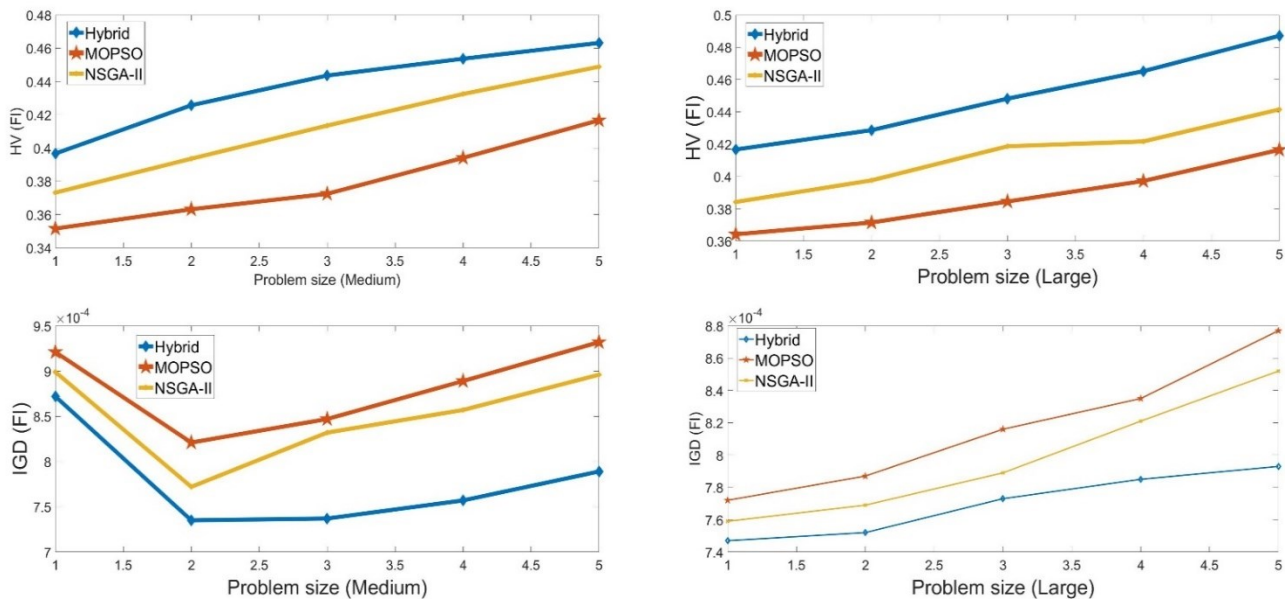 0.48
0.46
0.44
0.42
0.4
0.38
0.36
0.34
HV (FI)
Hybrid
MOPSO
NSGA-II
1 1.5 2 2.5 3 3.5 4 4.5 5
Problem size (Medium)
0.5
0.48
0.46
0.44
0.42
0.4
0.38
0.36
HV (FI)
Hybrid
MOPSO
NSGA-II
1 1.5 2 2.5 3 3.5 4 4.5 5
Problem size (Large)
×10⁻⁴
9.5
9
8.5
8
7.5
7
IGD (FI)
Hybrid
MOPSO
NSGA-II
1 1.5 2 2.5 3 3.5 4 4.5 5
Problem size (Medium)
×10⁻⁴
8.8
8.6
8.4
8.2
8
7.8
7.6
7.4
IGD (FI)
Hybrid
MOPSO
NSGA-II
1 1.5 2 2.5 3 3.5 4 4.5 5
Problem size (Large)